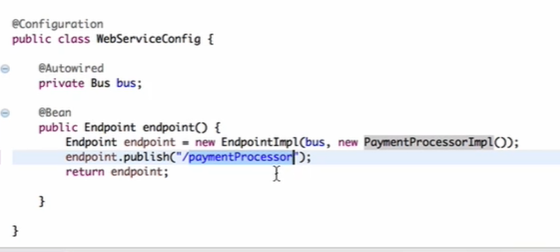 @Configuration
public class WebServiceConfig {
@Autowired
private Bus bus;
@Bean
public Endpoint endpoint() {
Endpoint endpoint = new EndpointImpl(bus, new PaymentProcessorImpl());
endpoint.publish("/paymentProcessor");
return endpoint;
}
}